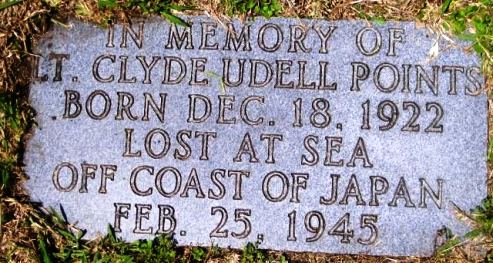 IN MEMORY OF
LT. CLYDE UDELL POINTS
BORN DEC. 18, 1922
LOST AT SEA
OFF COAST OF JAPAN
FEB. 25, 1945